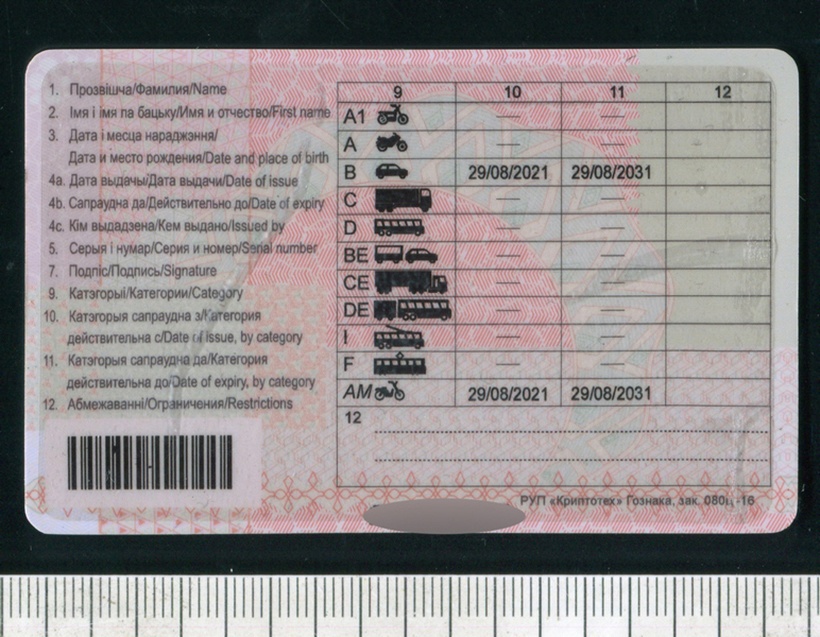 1. Прозвішча/Фамилия/Name
2. Імя і імя па бацьку/Имя и отчество/First name
3. Дата і месца нараджэння/
Дата и место рождения/Date and place of birth
4a. Дата выдачы/Дата выдачи/Date of issue
4b. Сапраўдна да/Действительно до/Date of expiry
4c. Кім выдадзена/Кем выдано/Issued by
5. Серыя і нумар/Серия и номер/Serial number
7. Подпіс/Подпись/Signature
9. Катэгорыі/Категории/Category
10. Катэгорыя сапраўдна з/Категория
действительна с/Date of issue, by category
11. Катэгорыя сапраўдна да/Категория
действительна до/Date of expiry, by category
12. Абмежаванні/Ограничения/Restrictions
9 10 11 12
A1 — —
A — —
B 29/08/2021 29/08/2031
C — —
D — —
BE — —
CE — —
DE — —
I — —
F — —
AM 29/08/2021 29/08/2031
12
РУП «Криптотех» Гознака, зак. 080ц -16